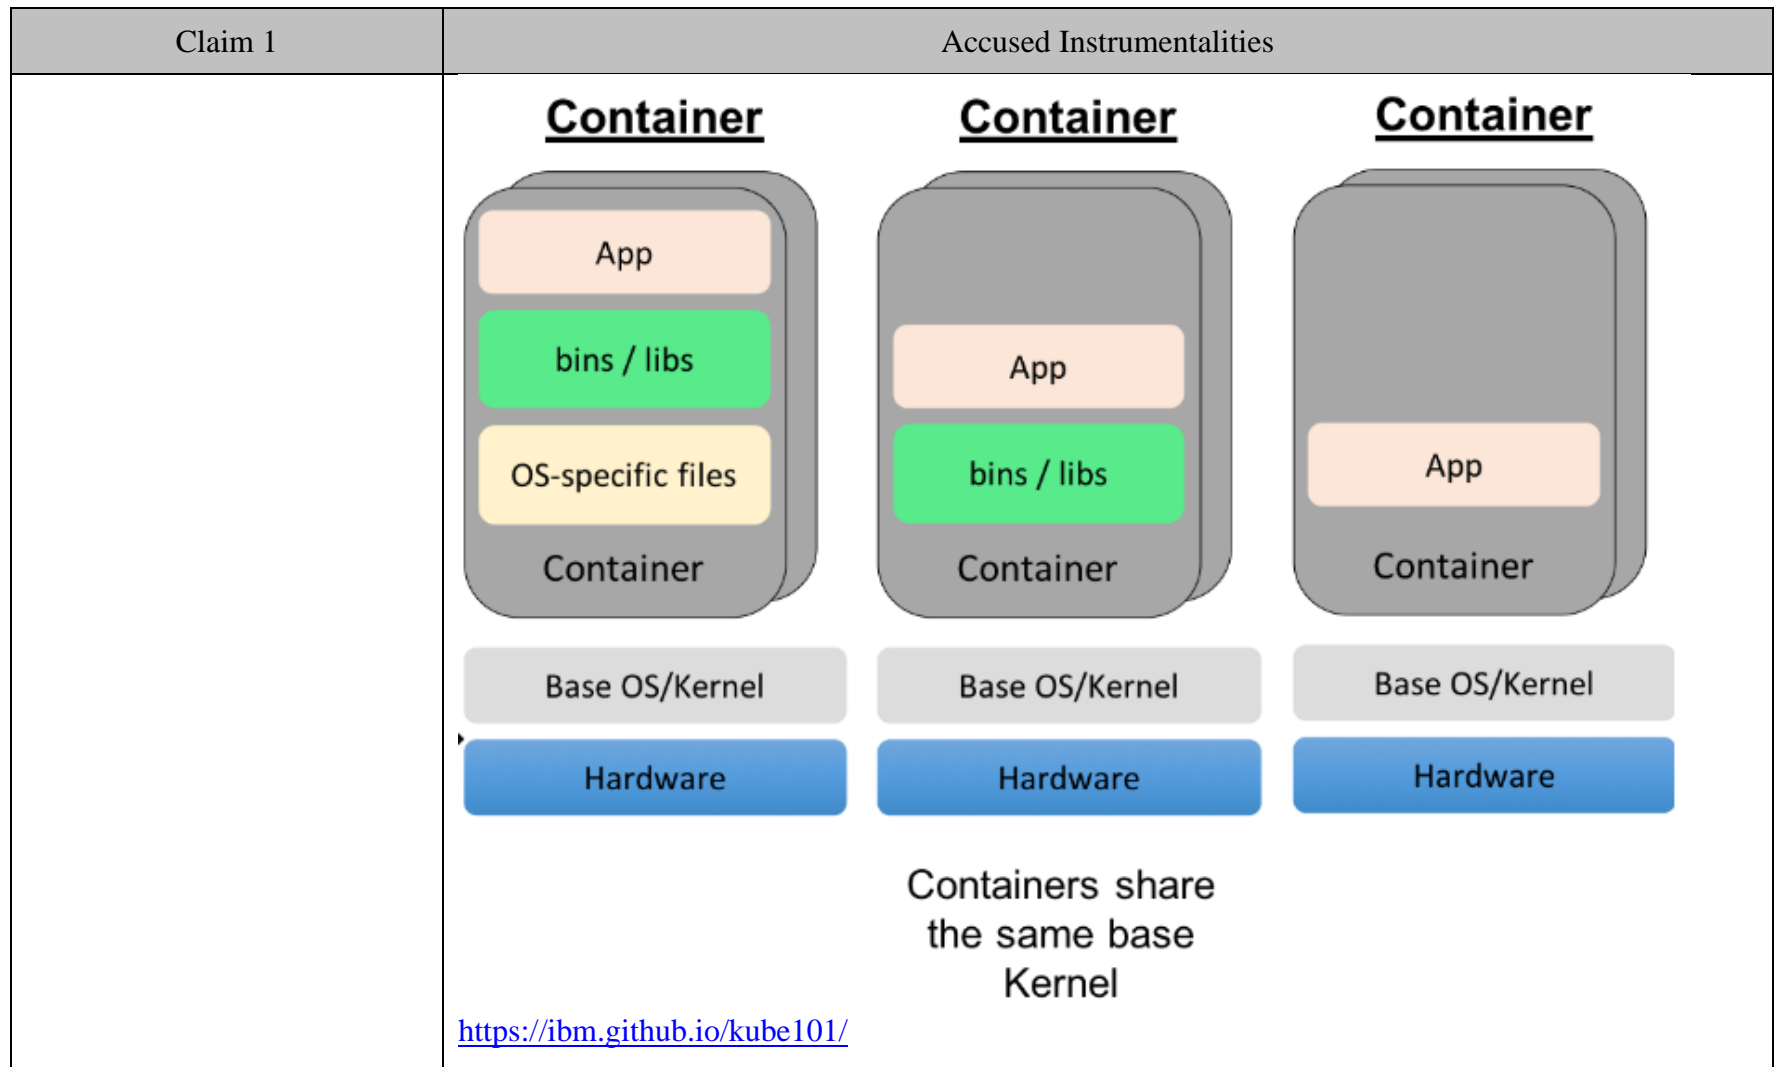 Claim 1
Accused Instrumentalities
Container
App
bins / libs
OS-specific files
Container
Base OS/Kernel
Hardware
Container
App
bins / libs
Container
Base OS/Kernel
Hardware
Container
App
Container
Base OS/Kernel
Hardware
Containers share
the same base
Kernel
https://ibm.github.io/kube101/